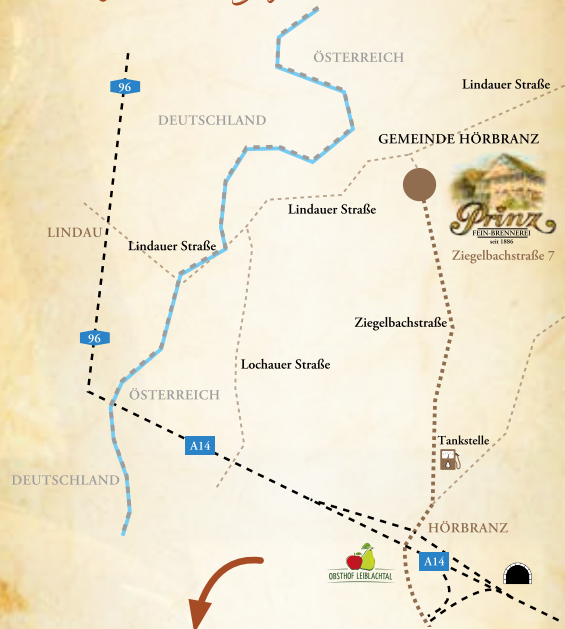 ÖSTERREICH
Lindauer Straße
96
DEUTSCHLAND
GEMEINDE HÖRBRANZ
Lindauer Straße
Prinz
FEIN-BRENNEREI
seit 1886
LINDAU
Lindauer Straße
Ziegelbachstraße 7
Ziegelbachstraße
96
Lochauer Straße
ÖSTERREICH
A14
Tankstelle
DEUTSCHLAND
HÖRBRANZ
A14
OBSTHOF LEIBLACHTAL